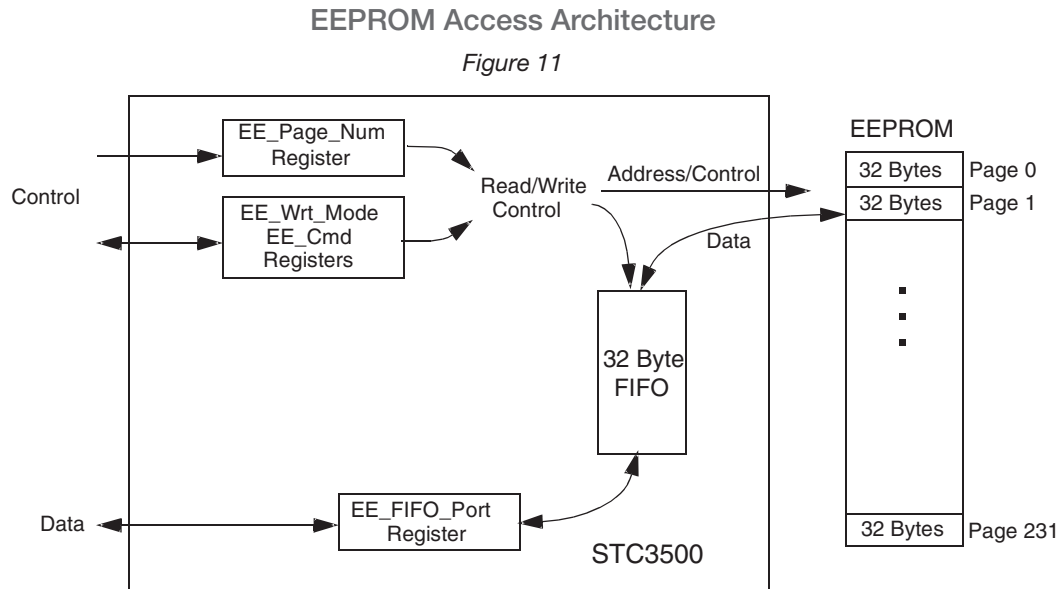 EEPROM Access Architecture
Figure 11
EE_Page_Num
Register
Control
EE_Wrt_Mode
EE_Cmd
Registers
Read/Write
Control
Address/Control
Data
32 Byte
FIFO
Data
EE_FIFO_Port
Register
STC3500
EEPROM
32 Bytes Page 0
32 Bytes Page 1
32 Bytes Page 231